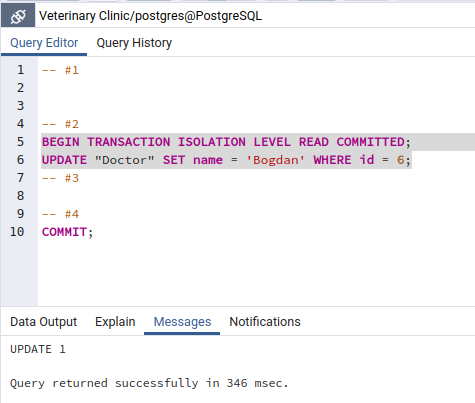 Veterinary Clinic/postgres@PostgreSQL
Query Editor Query History
1 -- #1
2
3
4 -- #2
5 BEGIN TRANSACTION ISOLATION LEVEL READ COMMITTED;
6 UPDATE "Doctor" SET name = 'Bogdan' WHERE id = 6;
7 -- #3
8
9 -- #4
10 COMMIT;
Data Output Explain Messages Notifications
UPDATE 1
Query returned successfully in 346 msec.